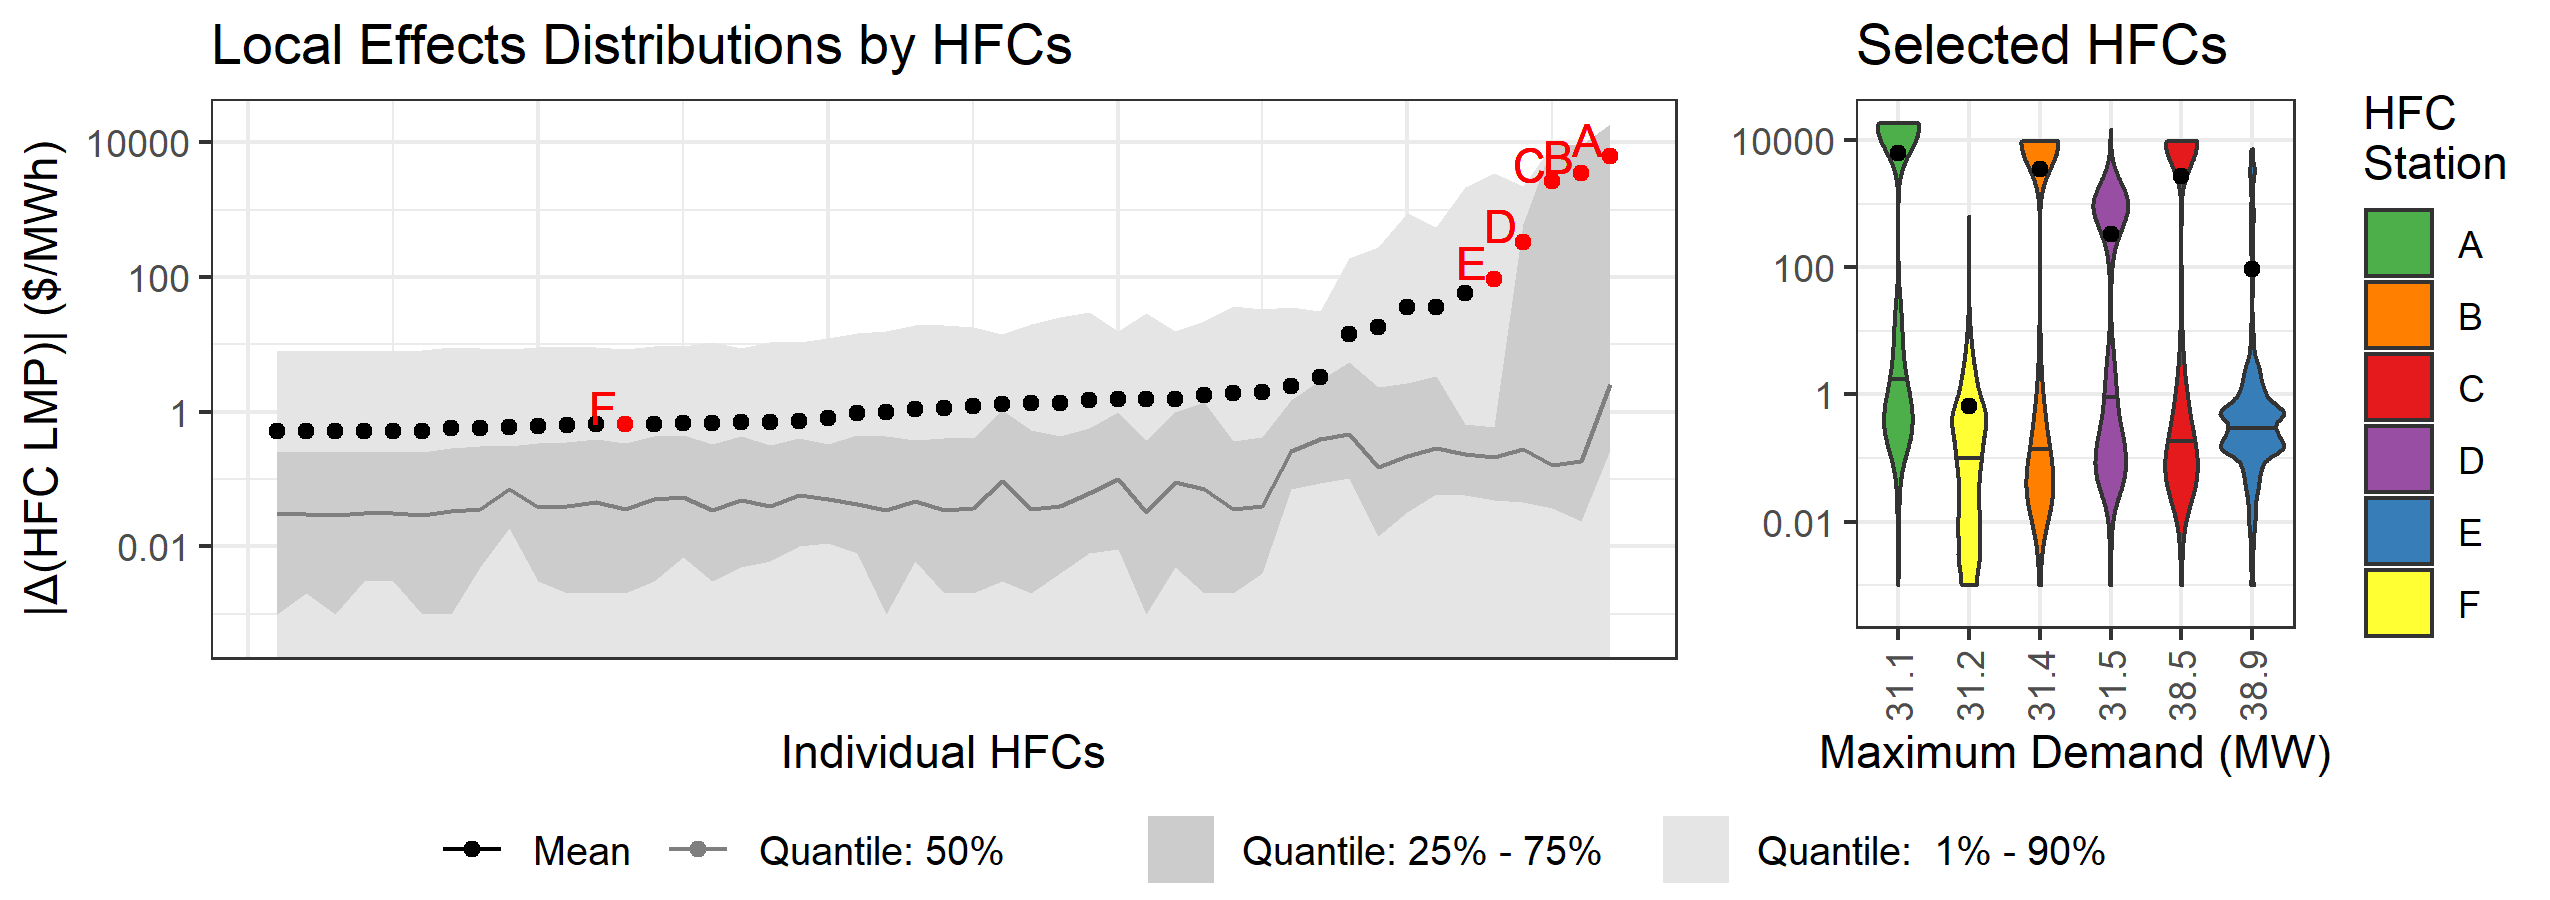 Local Effects Distributions by HFCs
|Δ(HFC LMP)| ($/MWh)
10000
100
1
0.01
F
E
D
C
B
A
Individual HFCs
Selected HFCs
10000
100
1
0.01
31.1
31.2
31.4
31.5
38.5
38.9
Maximum Demand (MW)
HFC
Station
A
B
C
D
E
F
Mean
Quantile: 50%
Quantile: 25% - 75%
Quantile:  1% - 90%